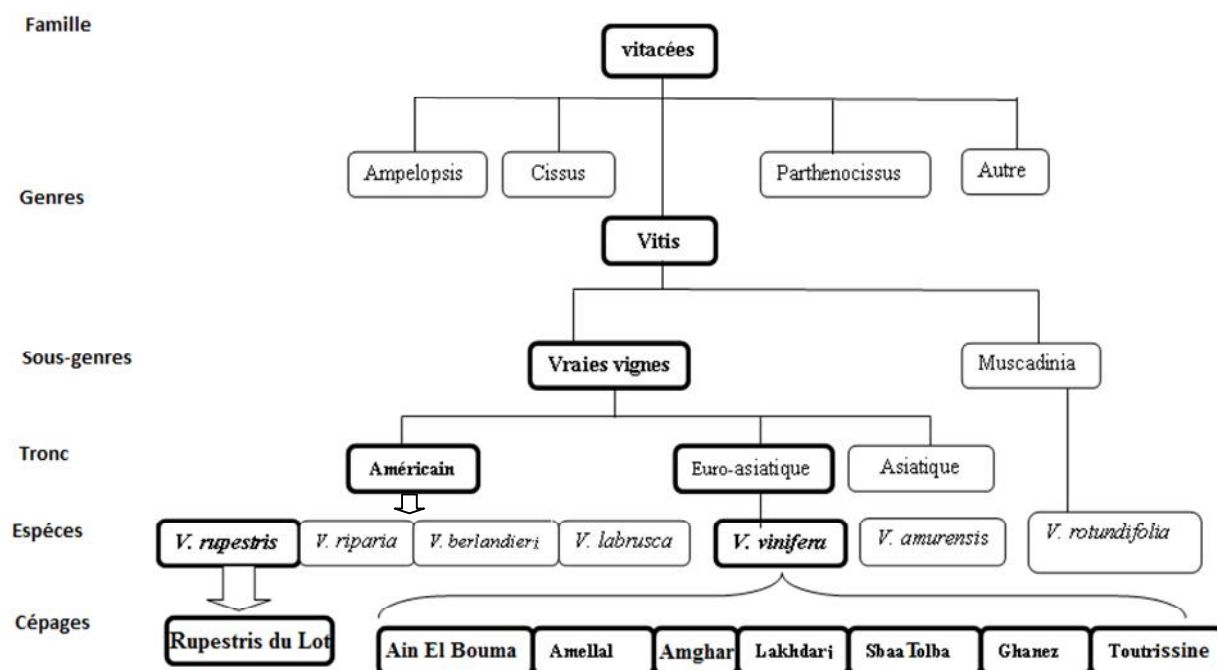 Famille
vitacées
Ampelopsis Cissus Parthenocissus Autre
Genres
Vitis
Sous-genres Vraies vignes Muscadinia
Tronc Américain Euro-asiatique Asiatique
Espéces V. rupestris V. riparia V. berlandieri V. labrusca V. vinifera V. amurensis V. rotundifolia
Cépages Rupestris du Lot Ain El Bouma Amellal Amghar Lakhdari Sbaa Tolba Ghanez Toutrissine